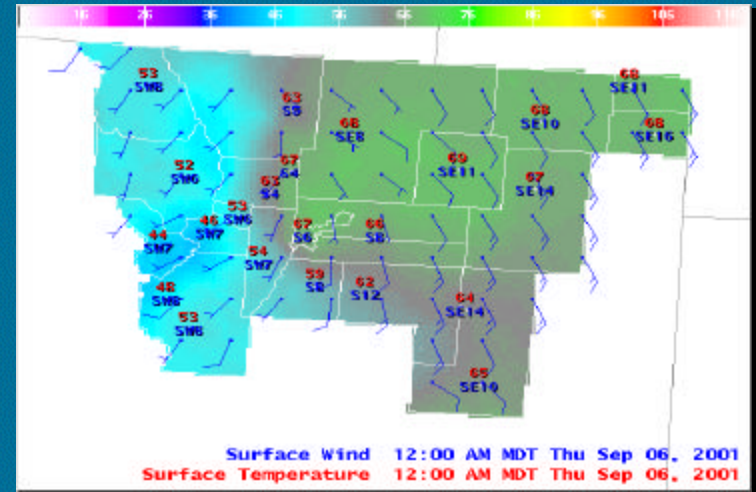 16 26 36 46 56 66 76 86 96 106 116
68
SE11
53
SW8
63
S8
68
SE10
68
SE8
68
SE16
52
SW6
67
S4
69
SE11
63
S4
67
SE14
53
SW6
46
SW7
67
S6
66
S8
44
SW7
54
SW7
59
S8
62
S12
48
SW8
64
SE14
53
SW8
65
SE10
Surface Wind 12:00 AM MDT Thu Sep 06, 2001
Surface Temperature 12:00 AM MDT Thu Sep 06, 2001